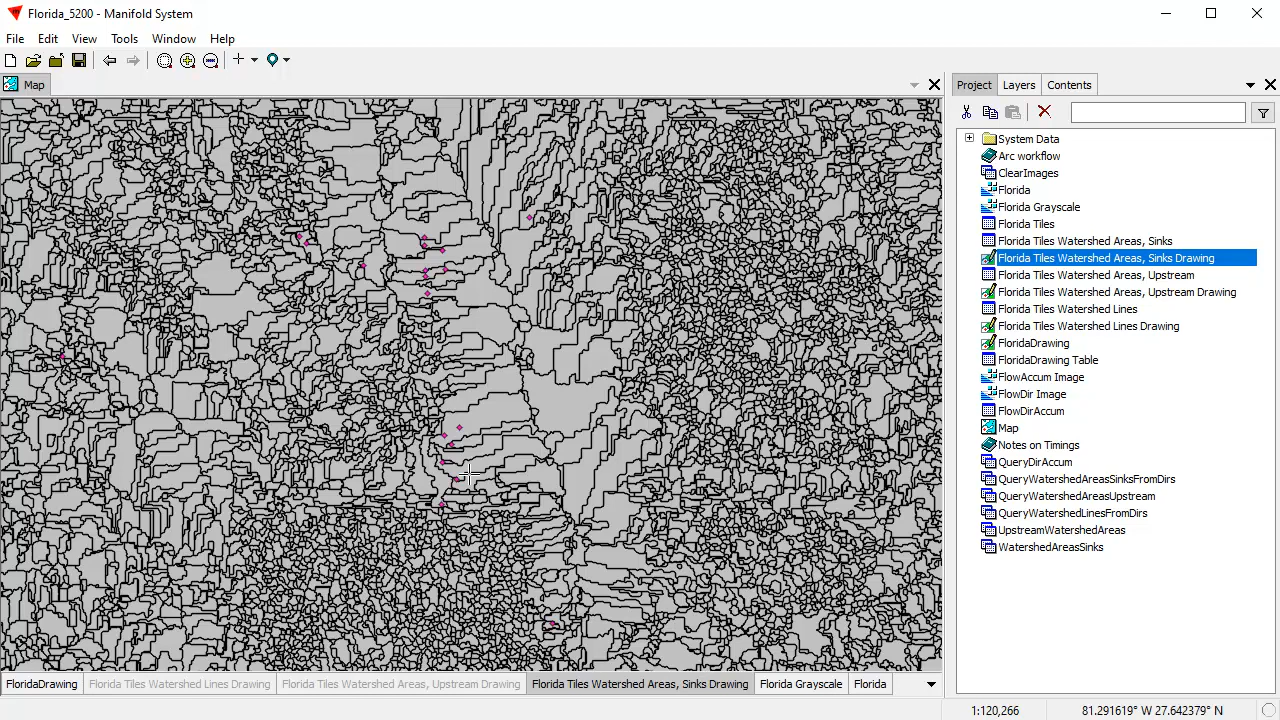 Florida_5200 - Manifold System
File Edit View Tools Window Help
Map
Project Layers Contents
System Data
Arc workflow
ClearImages
Florida
Florida Grayscale
Florida Tiles
Florida Tiles Watershed Areas, Sinks
Florida Tiles Watershed Areas, Sinks Drawing
Florida Tiles Watershed Areas, Upstream
Florida Tiles Watershed Areas, Upstream Drawing
Florida Tiles Watershed Lines
Florida Tiles Watershed Lines Drawing
FloridaDrawing
FloridaDrawing Table
FlowAccum Image
FlowDir Image
FlowDirAccum
Map
Notes on Timings
QueryDirAccum
QueryWatershedAreasSinksFromDirs
QueryWatershedAreasUpstream
QueryWatershedLinesFromDirs
UpstreamWatershedAreas
WatershedAreasSinks
FloridaDrawing Florida Tiles Watershed Lines Drawing Florida Tiles Watershed Areas, Upstream Drawing Florida Tiles Watershed Areas, Sinks Drawing Florida Grayscale Florida
1:120,266 81.291619° W 27.642379° N